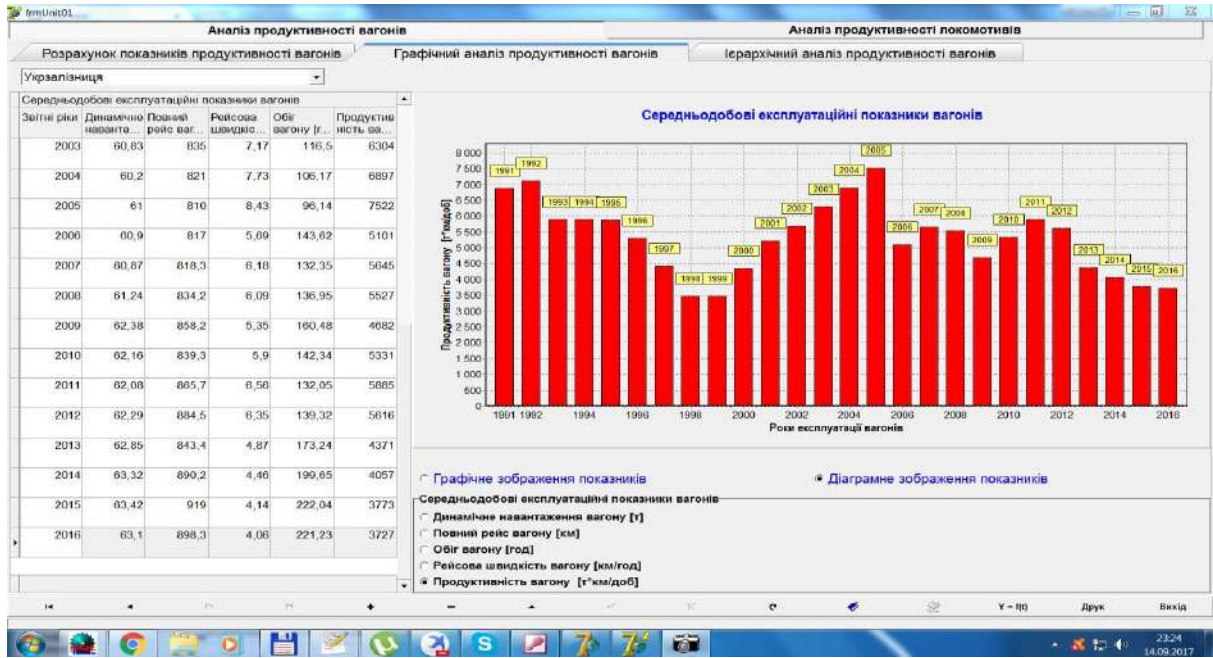 frmUnit01
Аналіз продуктивності вагонів
Аналіз продуктивності локомотивів
Розрахунок показників продуктивності вагонів
Графічний аналіз продуктивності вагонів
Ієрархічний аналіз продуктивності вагонів
Укрзалізниця
Середньодобові експлуатаційні показники вагонів
Звітні ріки Динамічно Повний Рейсова Обіг Продуктив
наванта... рейс ваг... швидкіс... вагону [г... ність ва...
2003 60,83 835 7,17 116,5 6304
2004 60,2 821 7,73 106,17 6897
2005 61 810 8,43 96,14 7522
2006 60,9 817 5,69 143,62 5101
2007 60,87 818,3 6,18 132,35 5645
2008 61,24 834,2 6,09 136,95 5527
2009 62,38 858,2 5,35 160,48 4682
2010 62,16 839,3 5,9 142,34 5331
2011 62,08 865,7 6,56 132,05 5885
2012 62,29 884,5 6,35 139,32 5616
2013 62,85 843,4 4,87 173,24 4371
2014 63,32 890,2 4,46 199,65 4057
2015 63,42 919 4,14 222,04 3773
2016 63,1 898,3 4,06 221,23 3727
Середньодобові експлуатаційні показники вагонів
Продуктивність вагону [т*км/доб]
8 000
7 500
7 000
6 500
6 000
5 500
5 000
4 500
4 000
3 500
3 000
2 500
2 000
1 500
1 000
500
0
1991 1992 1993 1994 1995 1996 1997 1998 1999 2000 2001 2002 2003 2004 2005 2006 2007 2008 2009 2010 2011 2012 2013 2014 2015 2016
1991 1992 1994 1996 1998 2000 2002 2004 2006 2008 2010 2012 2014 2016
Роки експлуатації вагонів
Графічне зображення показників
Діаграмне зображення показників
Середньодобові експлуатаційні показники вагонів
Динамічне навантаження вагону [т]
Повний рейс вагону [км]
Обіг вагону [год]
Рейсова швидкість вагону [км/год]
Продуктивність вагону [т*км/доб]
Y = f(t) Друк Вихід
23:24
14.09.2017